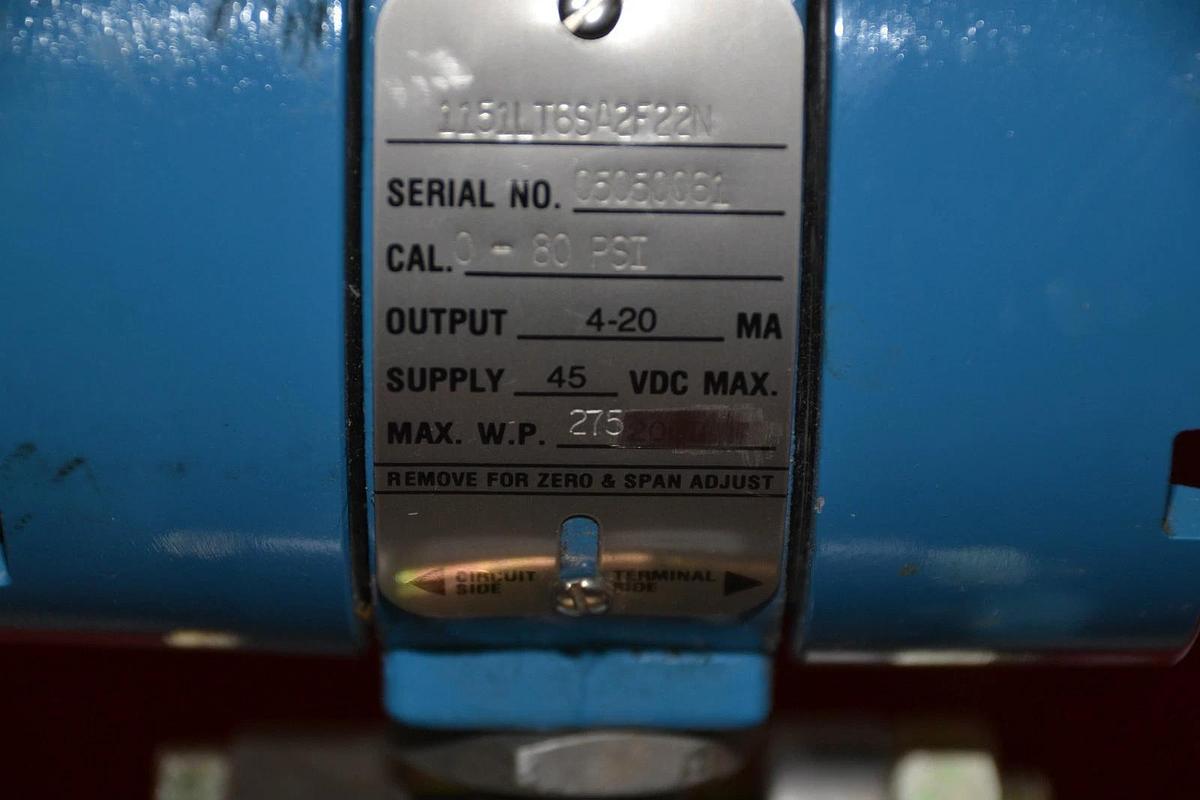 1151LT6SA2F22N
SERIAL NO. 05050061
CAL. 0 - 80 PSI
OUTPUT 4-20 MA
SUPPLY 45 VDC MAX.
MAX. W.P. 275
REMOVE FOR ZERO & SPAN ADJUST
CIRCUIT SIDE
TERMINAL SIDE